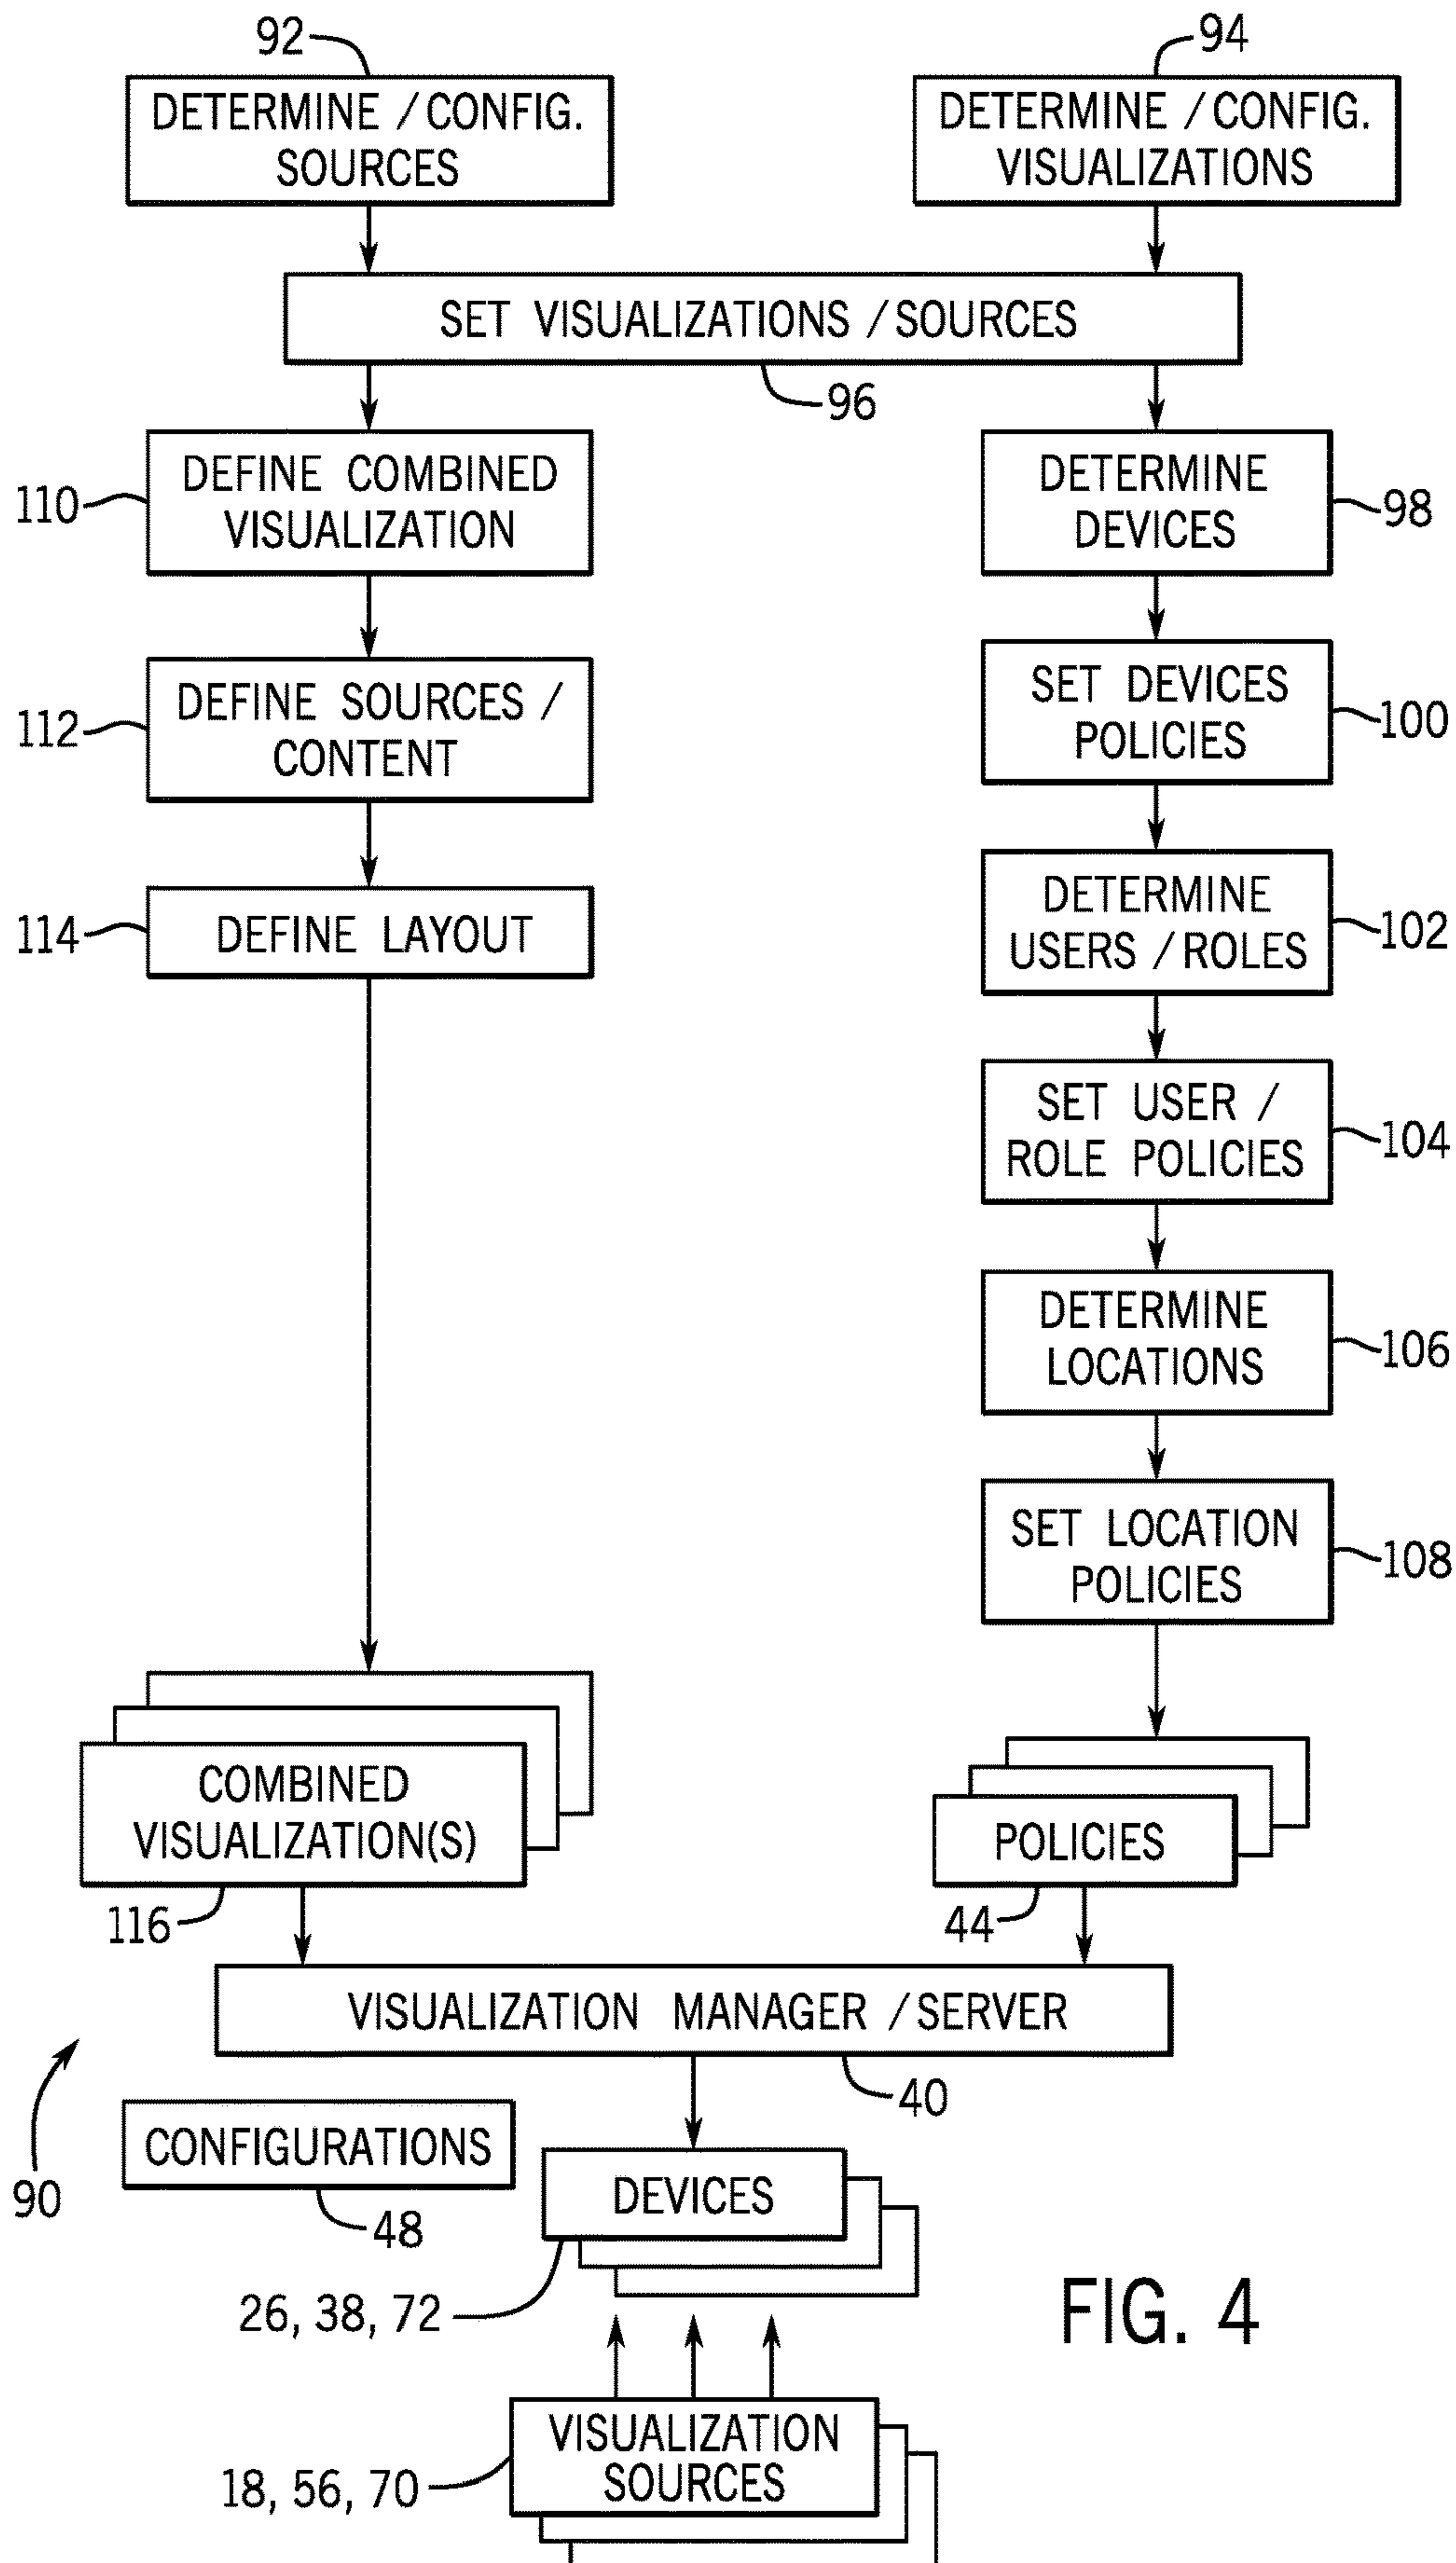 92
94
DETERMINE / CONFIG.
SOURCES
DETERMINE / CONFIG.
VISUALIZATIONS
SET VISUALIZATIONS / SOURCES
96
110
DEFINE COMBINED
VISUALIZATION
DETERMINE
DEVICES
98
112
DEFINE SOURCES /
CONTENT
SET DEVICES
POLICIES
100
114
DEFINE LAYOUT
DETERMINE
USERS / ROLES
102
SET USER /
ROLE POLICIES
104
DETERMINE
LOCATIONS
106
SET LOCATION
POLICIES
108
COMBINED
VISUALIZATION(S)
116
POLICIES
44
VISUALIZATION MANAGER / SERVER
40
90
CONFIGURATIONS
48
DEVICES
26, 38, 72
FIG. 4
VISUALIZATION
SOURCES
18, 56, 70